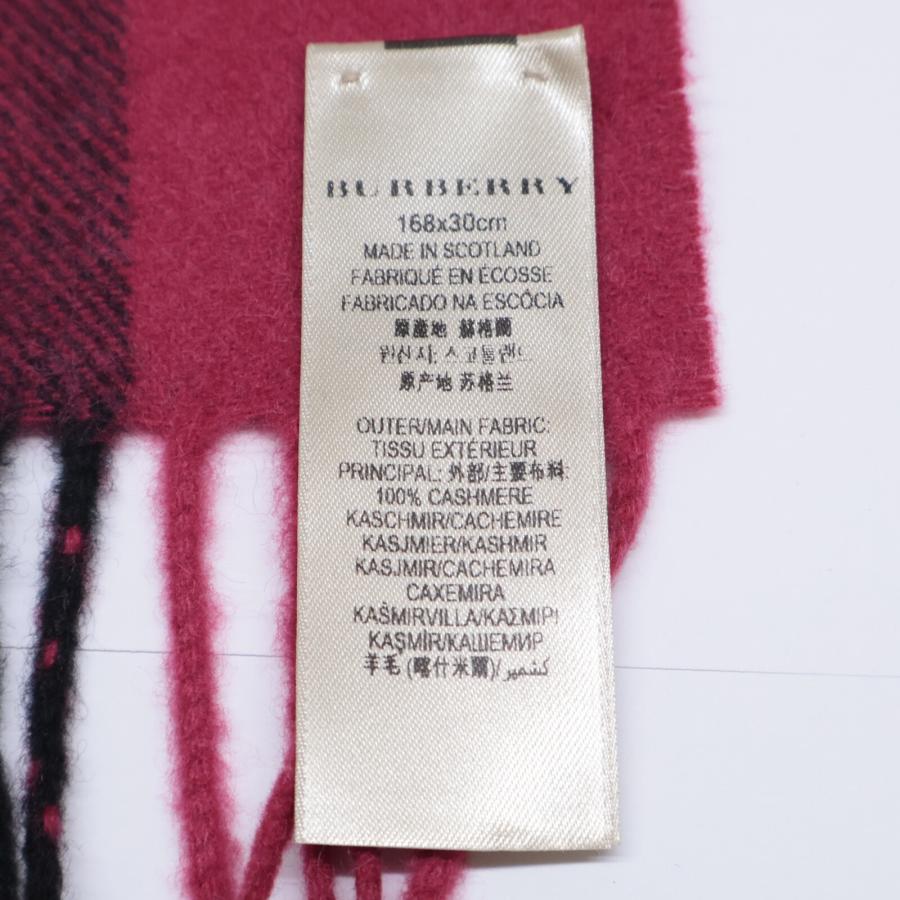 BURBERRY
168x30cm
MADE IN SCOTLAND
FABRIQUÉ EN ÉCOSSE
FABRICADO NA ESCÓCIA
原產地 蘇格蘭
원산지: 스코틀랜드
原产地 苏格兰
OUTER/MAIN FABRIC:
TISSU EXTÉRIEUR
PRINCIPAL: 外部/主要布料:
100% CASHMERE
KASCHMIR/CACHEMIRE
KASJMIER/KASHMIR
KASJMIR/CACHEMIRA
CAXEMIRA
KAŠMIRVILLA/ΚΑΣΜΙΡΙ
KAŞMİR/КАШЕМИР
羊毛 (喀什米爾)/كشمير